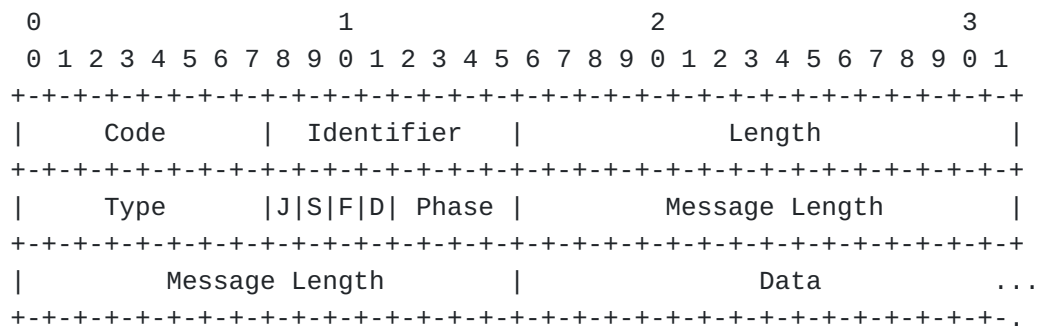 0                   1                   2                   3
 0 1 2 3 4 5 6 7 8 9 0 1 2 3 4 5 6 7 8 9 0 1 2 3 4 5 6 7 8 9 0 1
+-+-+-+-+-+-+-+-+-+-+-+-+-+-+-+-+-+-+-+-+-+-+-+-+-+-+-+-+-+-+-+-+
|     Code      |  Identifier   |             Length            |
+-+-+-+-+-+-+-+-+-+-+-+-+-+-+-+-+-+-+-+-+-+-+-+-+-+-+-+-+-+-+-+-+
|     Type      |J|S|F|D| Phase |         Message Length        |
+-+-+-+-+-+-+-+-+-+-+-+-+-+-+-+-+-+-+-+-+-+-+-+-+-+-+-+-+-+-+-+-+
|         Message Length        |               Data           ...
+-+-+-+-+-+-+-+-+-+-+-+-+-+-+-+-+-+-+-+-+-+-+-+-+-+-+-+-+-+-+-+-.